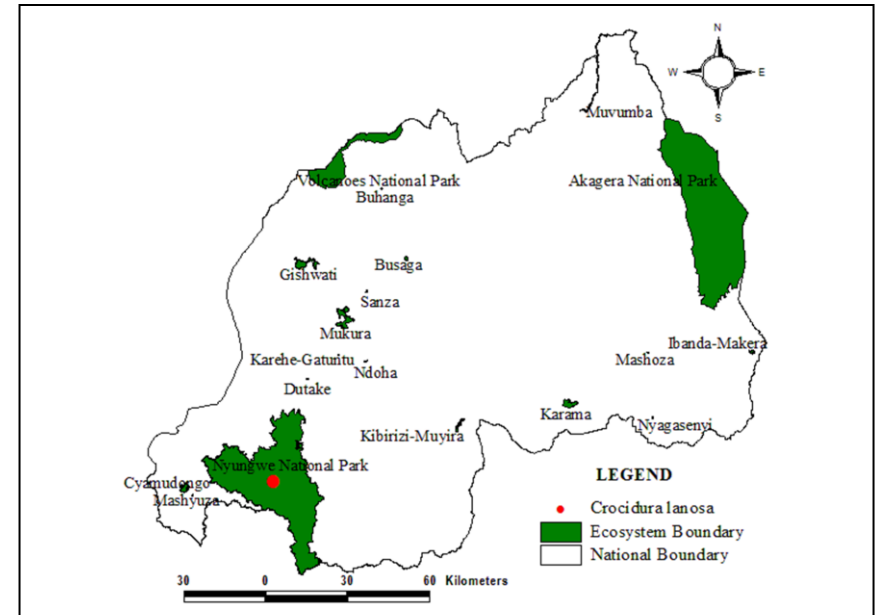 N
W E
S
Muvumba
Volcanoes National Park
Akagera National Park
Buhanga
Busaga
Gishwati
Sanza
Mukura
Ibanda-Makera
Karehe-Gaturitu
Mashoza
Ndoha
Dutake
Karama
Nyagasenyi
Kibirizi-Muyira
Nyungwe National Park
Cyamudongo
Mashyuza
LEGEND
Crocidura lanosa
Ecosystem Boundary
National Boundary
30 0 30 60 Kilometers